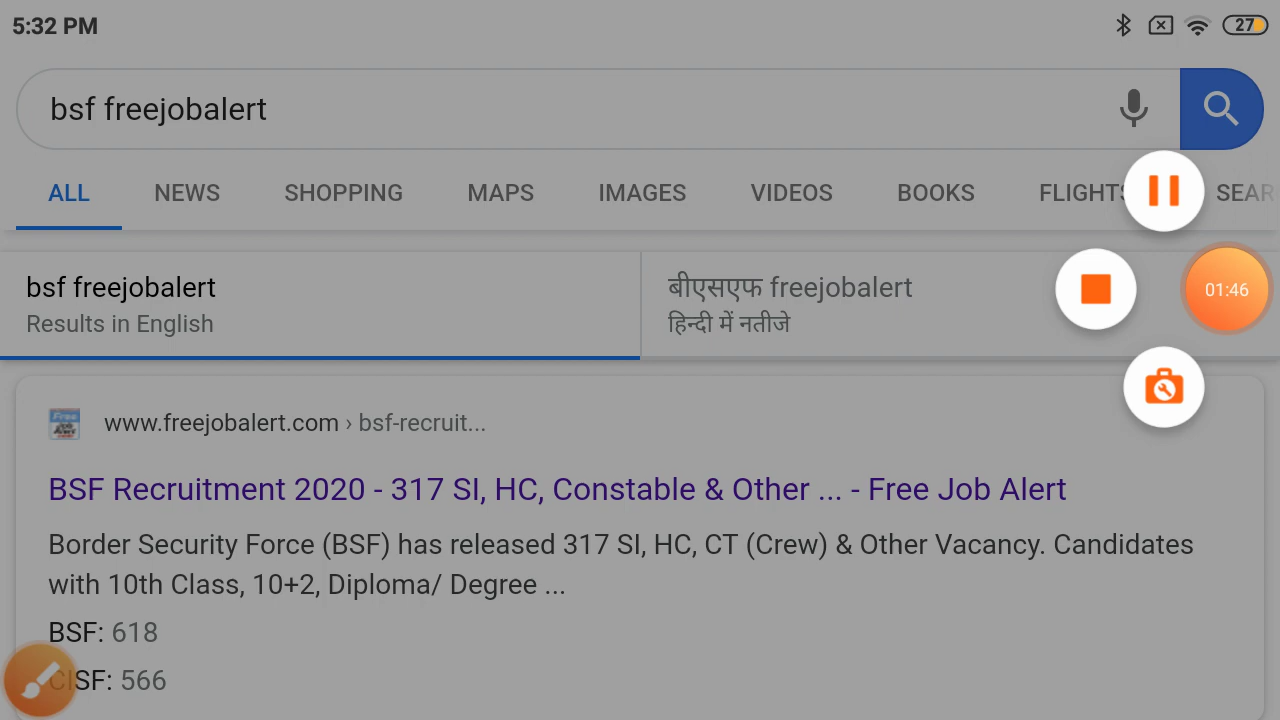 5:32 PM
27
bsf freejobalert
ALL NEWS SHOPPING MAPS IMAGES VIDEOS BOOKS FLIGHTS SEAR
bsf freejobalert
Results in English
बीएसएफ freejobalert
हिन्दी में नतीजे
01:46
www.freejobalert.com › bsf-recruit...
BSF Recruitment 2020 - 317 SI, HC, Constable & Other ... - Free Job Alert
Border Security Force (BSF) has released 317 SI, HC, CT (Crew) & Other Vacancy. Candidates
with 10th Class, 10+2, Diploma/ Degree ...
BSF: 618
CISF: 566